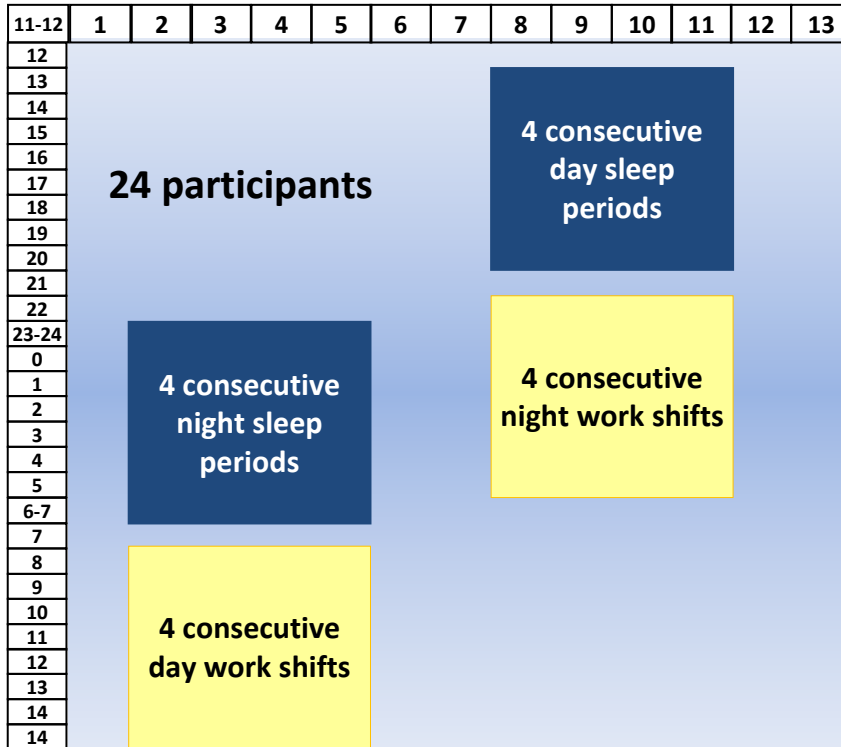 11-12 1 2 3 4 5 6 7 8 9 10 11 12 13
12
13
14
15
16
17
18
19
20
21
22
23-24
0
1
2
3
4
5
6-7
7
8
9
10
11
12
13
14
14
24 participants
4 consecutive
day sleep
periods
4 consecutive
night sleep
periods
4 consecutive
night work shifts
4 consecutive
day work shifts